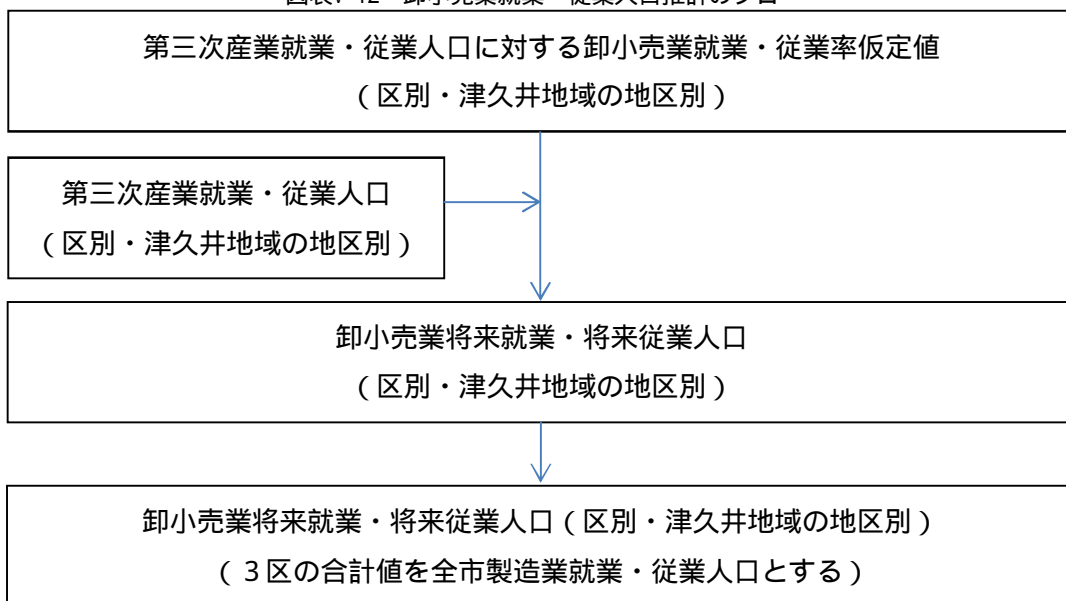 第三次産業就業・従業人口に対する卸小売業就業・従業率仮定値
（区別・津久井地域の地区別）
第三次産業就業・従業人口
（区別・津久井地域の地区別）
卸小売業将来就業・将来従業人口
（区別・津久井地域の地区別）
卸小売業将来就業・将来従業人口（区別・津久井地域の地区別）
（３区の合計値を全市製造業就業・従業人口とする）